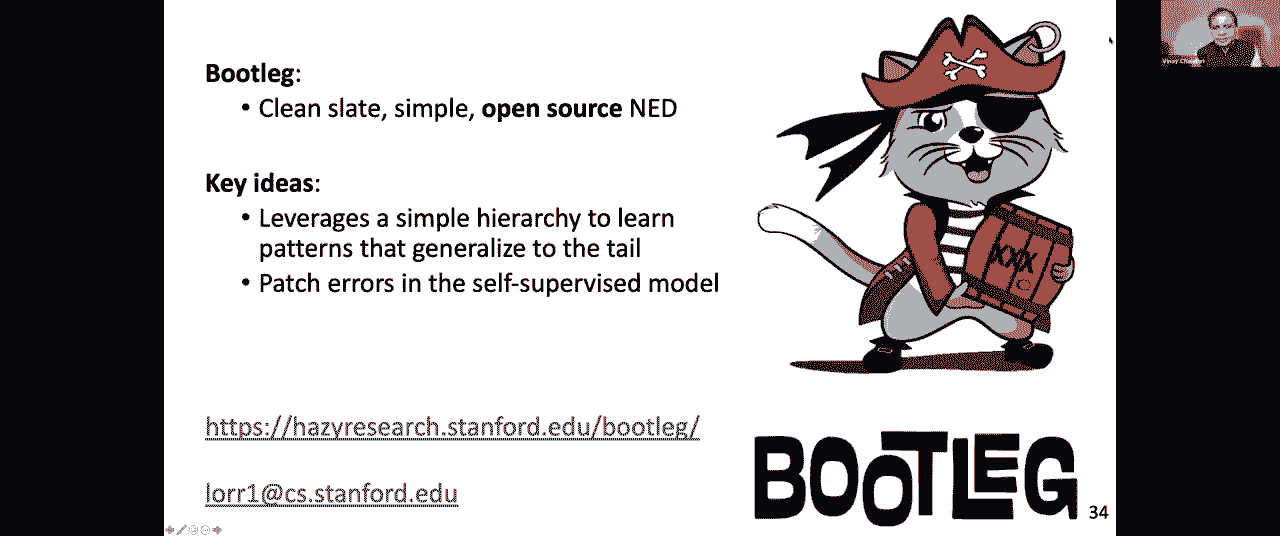 Bootleg:
• Clean slate, simple, open source NED
Key ideas:
• Leverages a simple hierarchy to learn
patterns that generalize to the tail
• Patch errors in the self-supervised model
https://hazyresearch.stanford.edu/bootleg/
lorr1@cs.stanford.edu
XXX
BOOTLEG
34